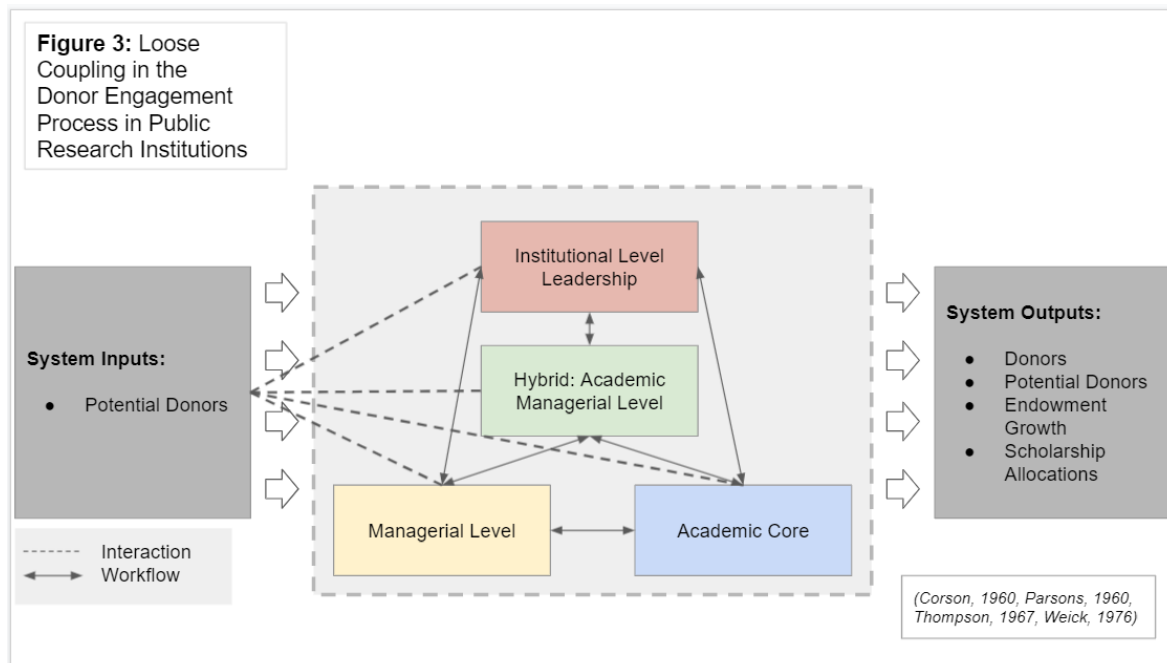 Figure 3: Loose
Coupling in the
Donor Engagement
Process in Public
Research Institutions
Institutional Level
Leadership
System Inputs:
● Potential Donors
Hybrid: Academic
Managerial Level
Managerial Level
Academic Core
System Outputs:
● Donors
● Potential Donors
● Endowment
Growth
● Scholarship
Allocations
Interaction
Workflow
(Corson, 1960, Parsons, 1960,
Thompson, 1967, Weick, 1976)